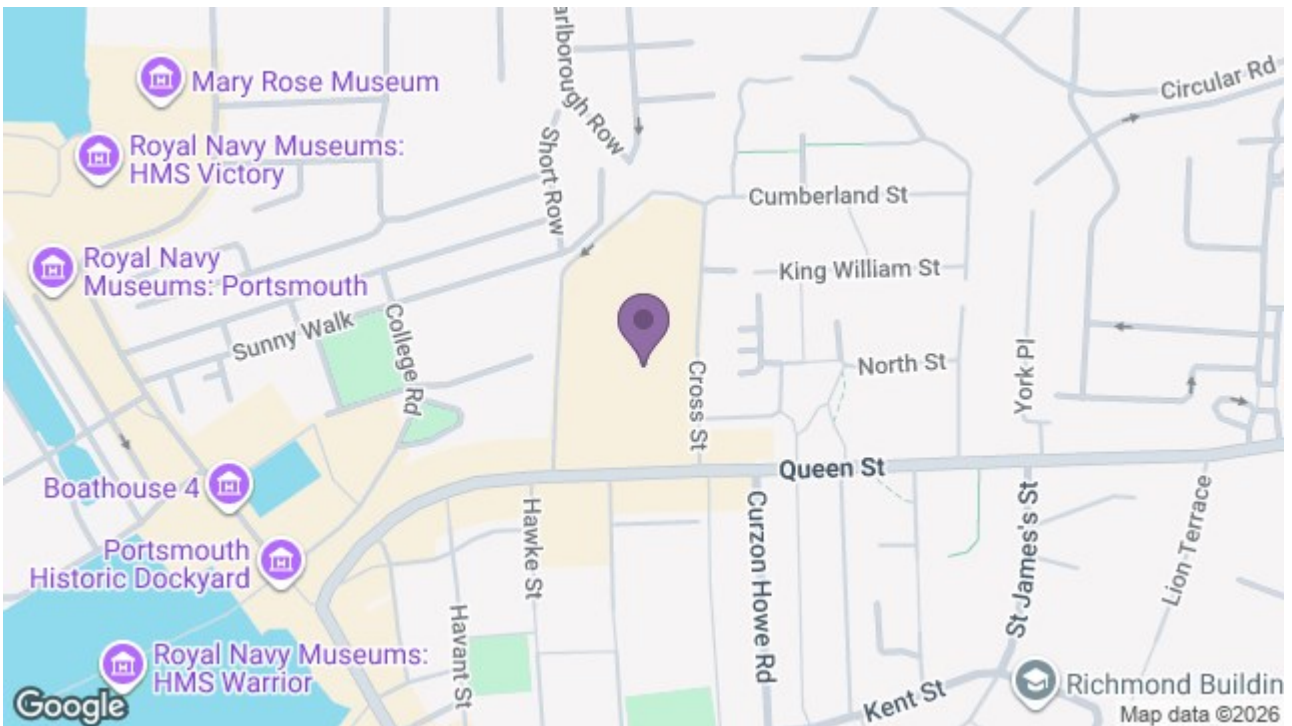 arlborough Row
Circular Rd
Mary Rose Museum
Short Row
Royal Navy Museums:
HMS Victory
Cumberland St
Royal Navy
Museums: Portsmouth
King William St
Sunny Walk
College Rd
North St
York Pl
Cross St
Queen St
Boathouse 4
Hawke St
Curzon Howe Rd
St James's St
Lion Terrace
Portsmouth
Historic Dockyard
Havant St
Royal Navy Museums:
HMS Warrior
Kent St
Richmond Buildin
Google
Map data ©2026